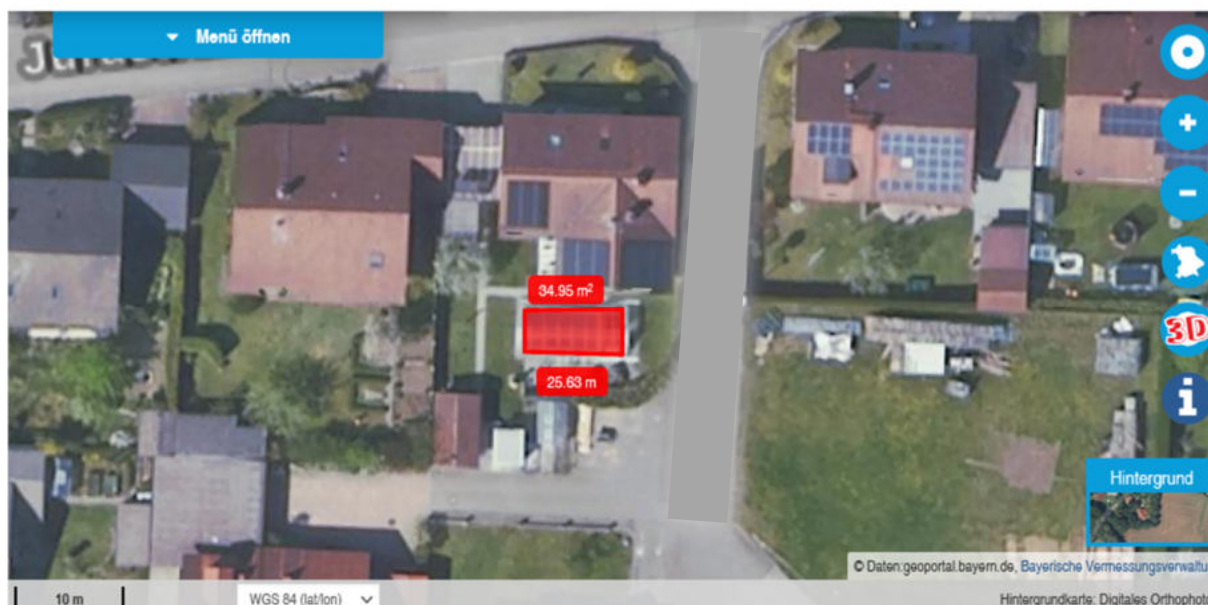 Menü öffnen
34.95 m²
25.63 m
3D
Hintergrund
© Daten:geoportal.bayern.de, Bayerische Vermessungsverwaltu
10 m
WGS 84 (lat/lon)
Hintergrundkarte: Digitales Orthophoto